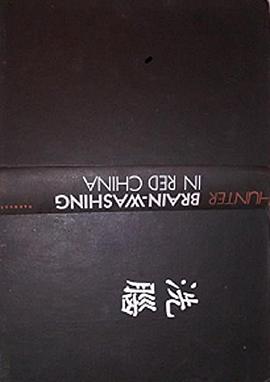 HUNTER
BRAIN-WASHING
IN RED CHINA
洗
腦